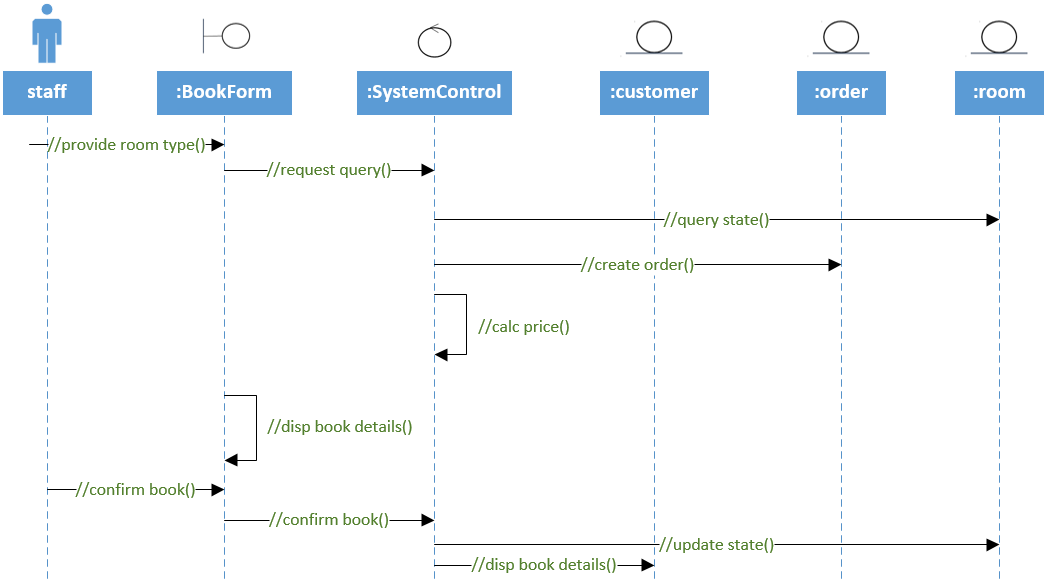 staff
:BookForm
:SystemControl
:customer
:order
:room
//provide room type()
//request query()
//query state()
//create order()
//calc price()
//disp book details()
//confirm book()
//confirm book()
//update state()
//disp book details()